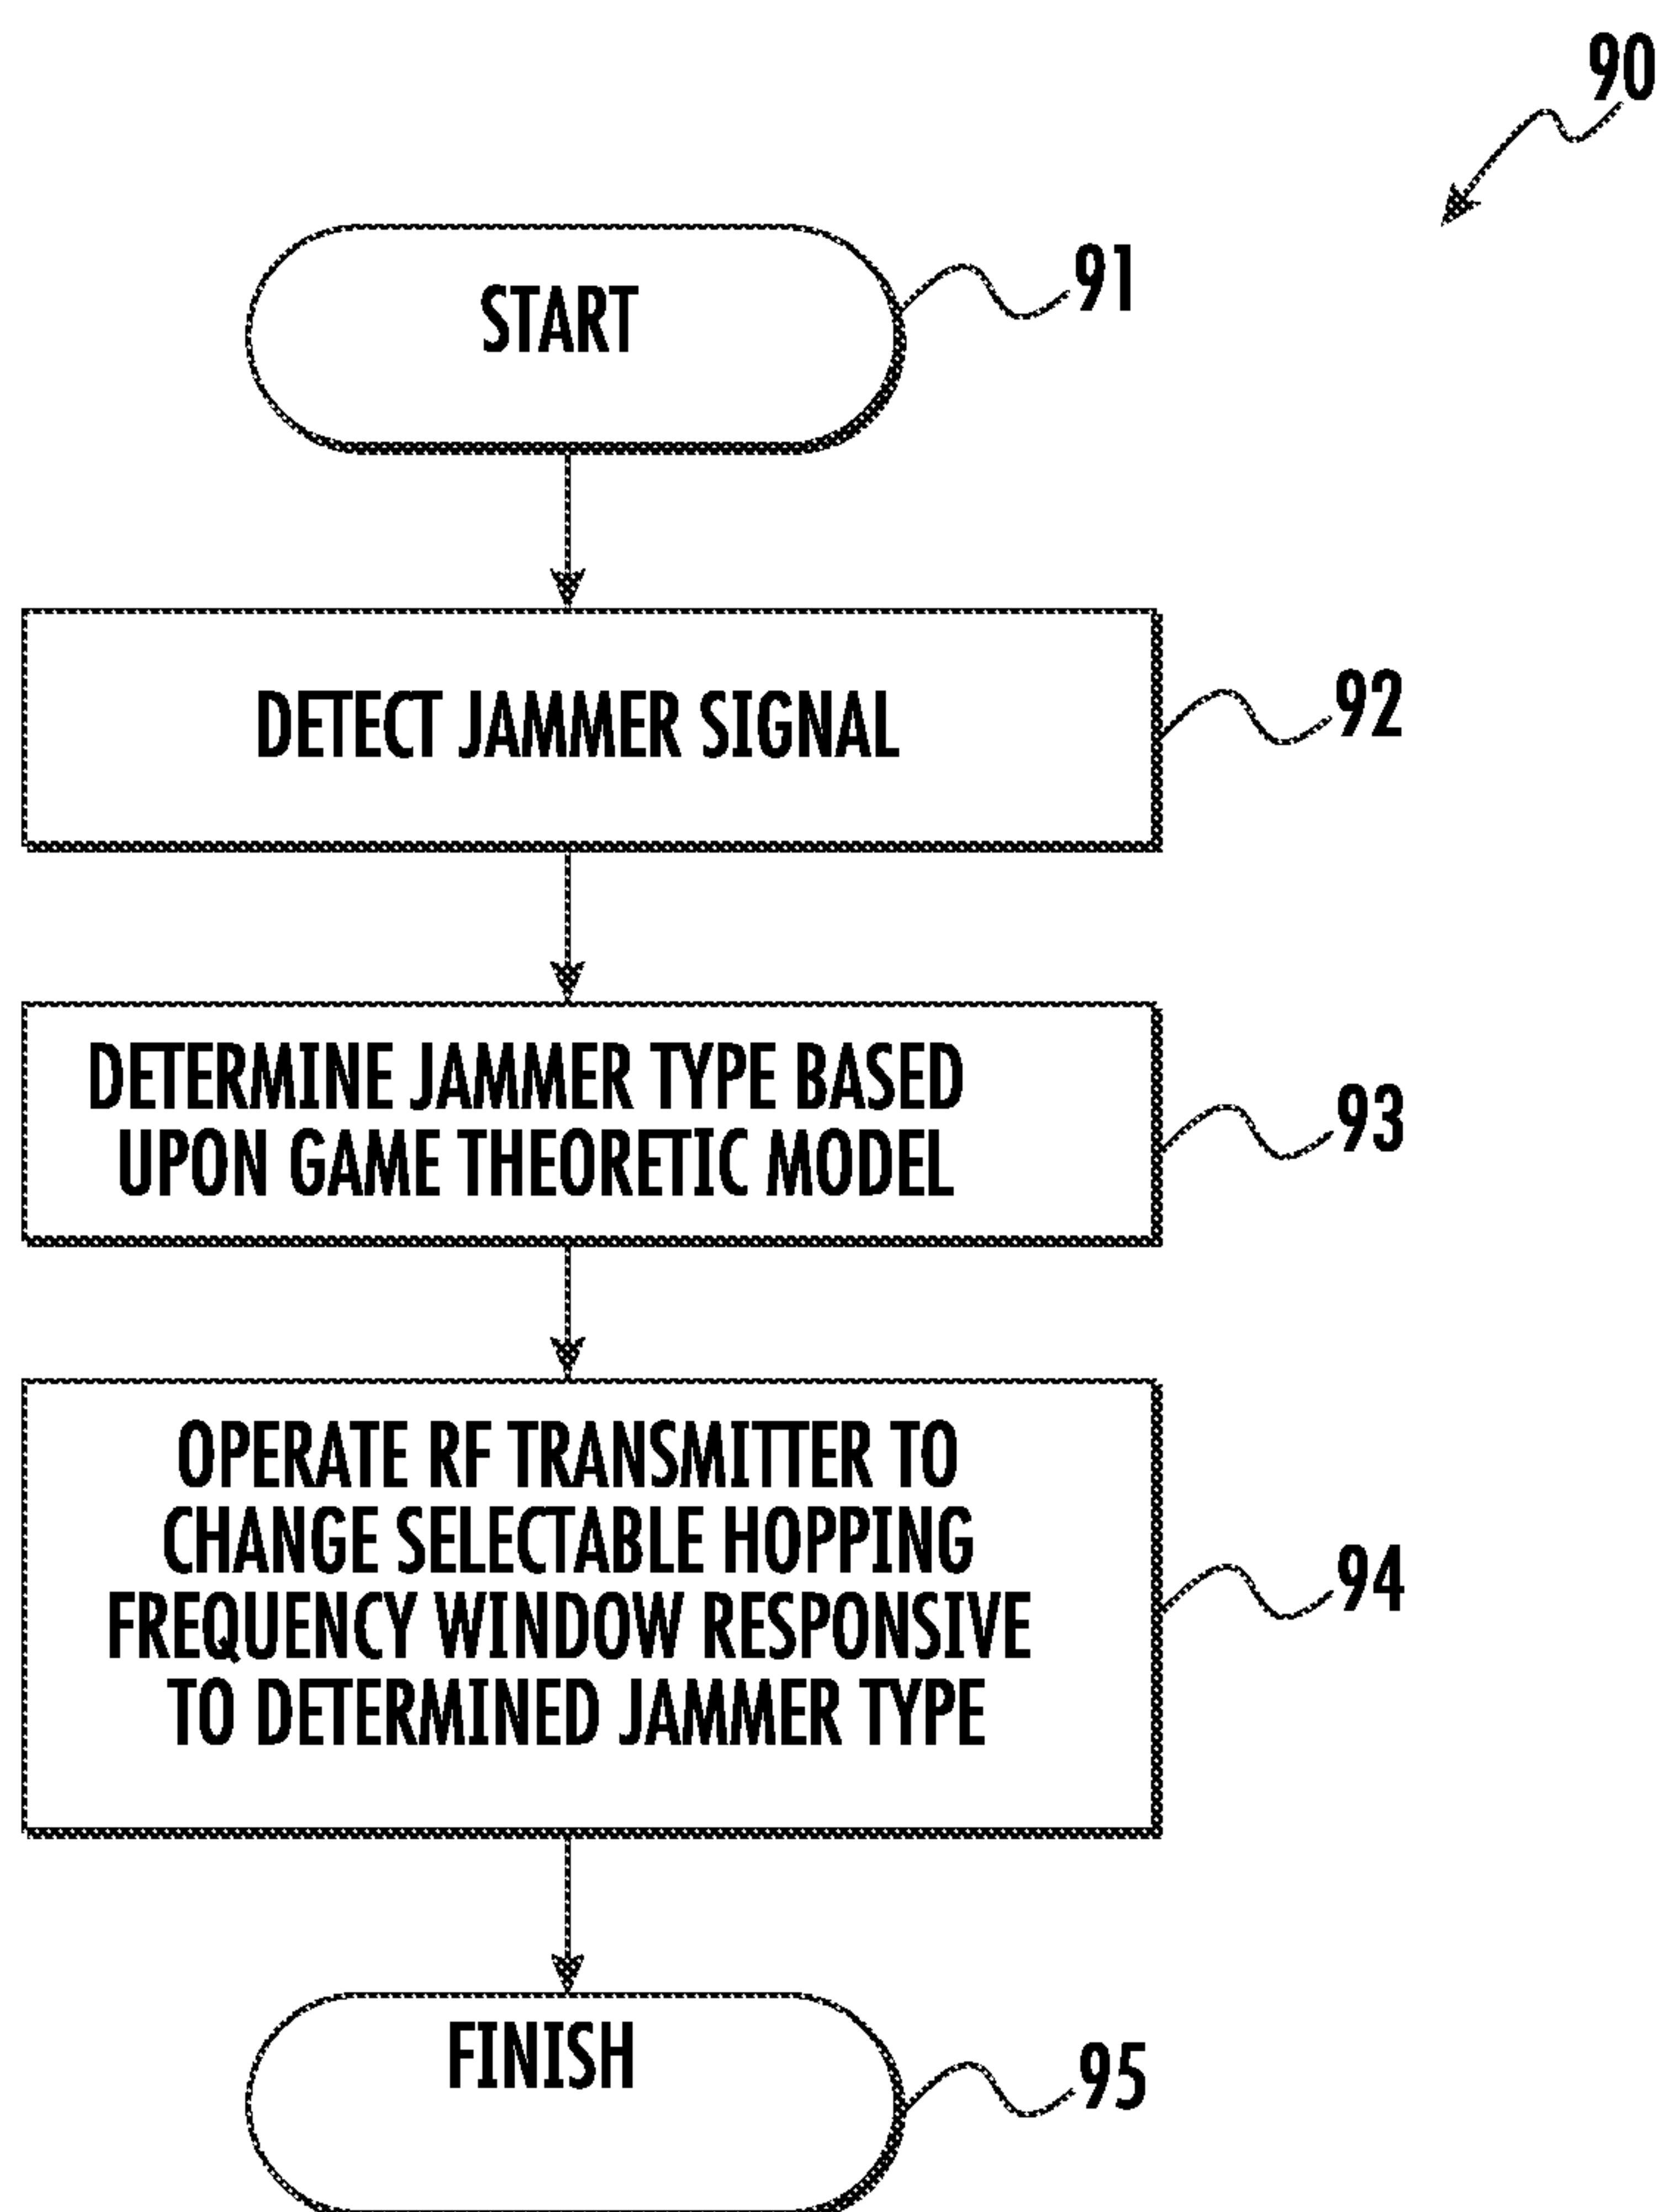 90
START
91
DETECT JAMMER SIGNAL
92
DETERMINE JAMMER TYPE BASED
UPON GAME THEORETIC MODEL
93
OPERATE RF TRANSMITTER TO
CHANGE SELECTABLE HOPPING
FREQUENCY WINDOW RESPONSIVE
TO DETERMINED JAMMER TYPE
94
FINISH
95